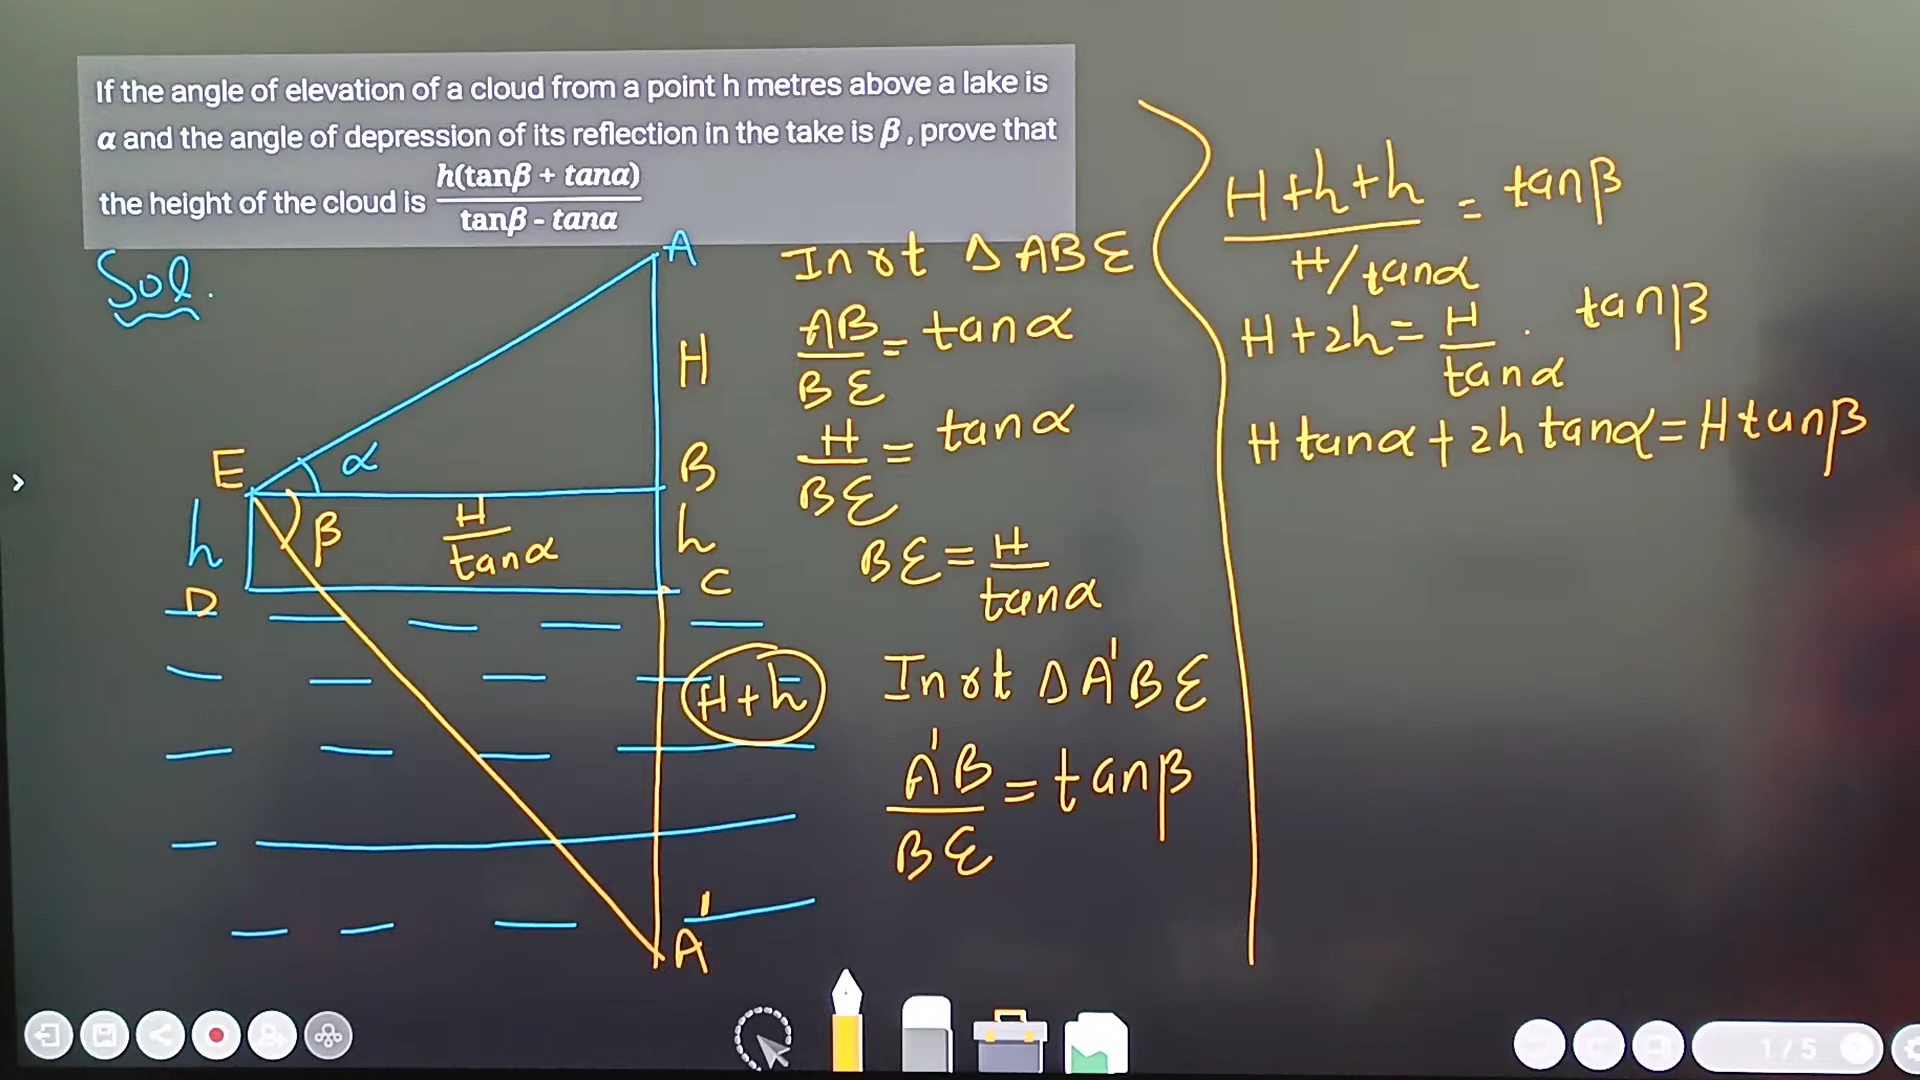 If the angle of elevation of a cloud from a point h metres above a lake is
α and the angle of depression of its reflection in the take is β , prove that
the height of the cloud is h(tanβ + tanα) / tanβ - tanα
Sol.
A
H
E
α
B
h
β
H/tanα
h
D
C
H+h
A'
In rt Δ ABE
AB/BE = tanα
H/BE = tanα
BE = H/tanα
In rt Δ A'BE
A'B/BE = tanβ
H+h+h / H/tanα = tanβ
H+2h = H/tanα . tanβ
H tanα + 2h tanα = H tanβ
1 / 5